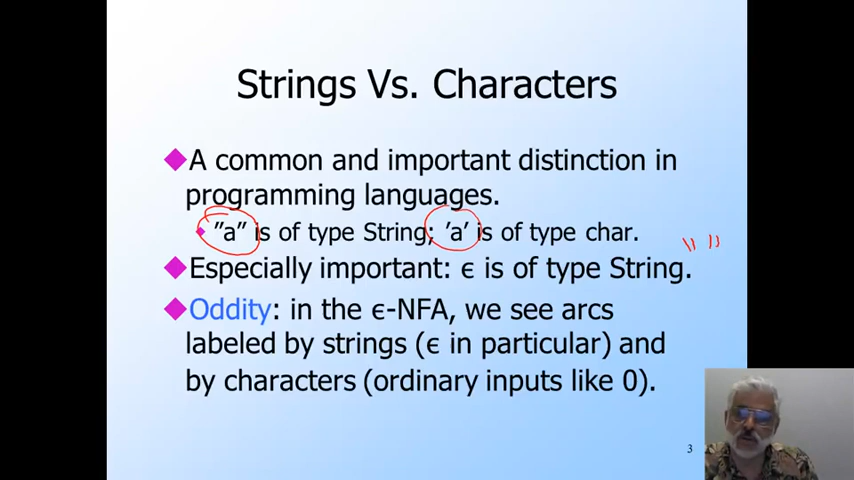 Strings Vs. Characters
A common and important distinction in
programming languages.
”a” is of type String; ’a’ is of type char.
" "
Especially important: ϵ is of type String.
Oddity: in the ϵ-NFA, we see arcs
labeled by strings (ϵ in particular) and
by characters (ordinary inputs like 0).
3